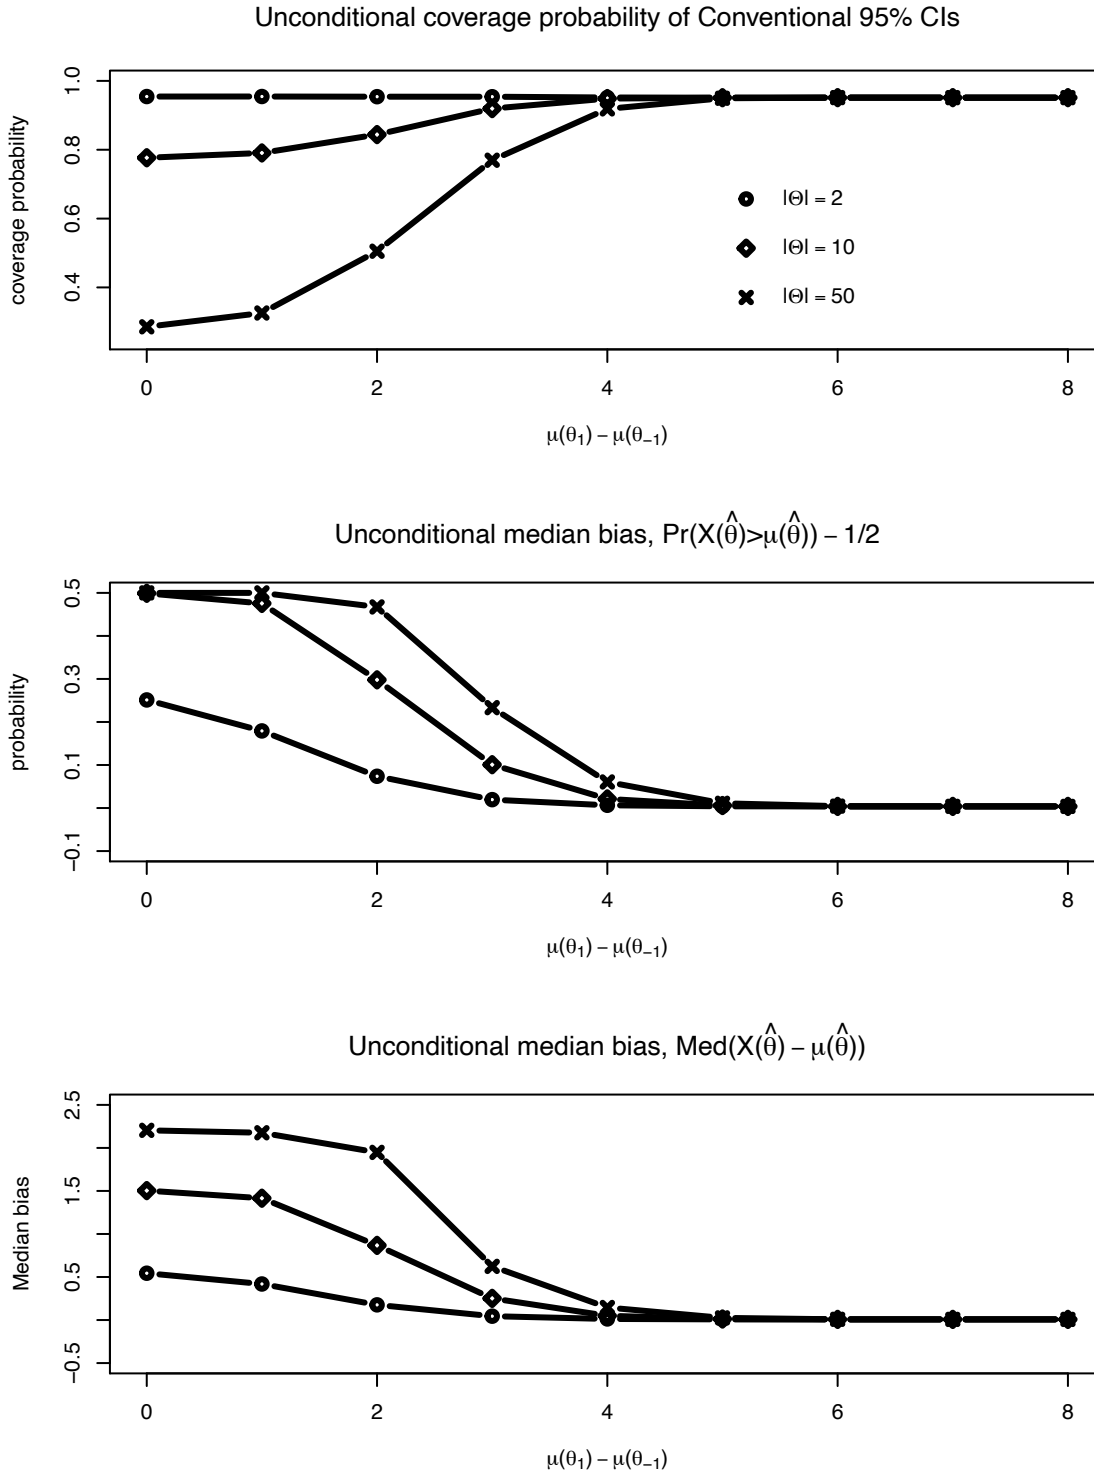 Unconditional coverage probability of Conventional 95% CIs
coverage probability
1.0
0.8
0.6
0.4
|Θ| = 2
|Θ| = 10
|Θ| = 50
0 2 4 6 8
μ(θ₁) − μ(θ₋₁)
Unconditional median bias, Pr(X(θ̂)>μ(θ̂)) − 1/2
probability
0.5
0.3
0.1
−0.1
0 2 4 6 8
μ(θ₁) − μ(θ₋₁)
Unconditional median bias, Med(X(θ̂) − μ(θ̂))
Median bias
2.5
1.5
0.5
−0.5
0 2 4 6 8
μ(θ₁) − μ(θ₋₁)